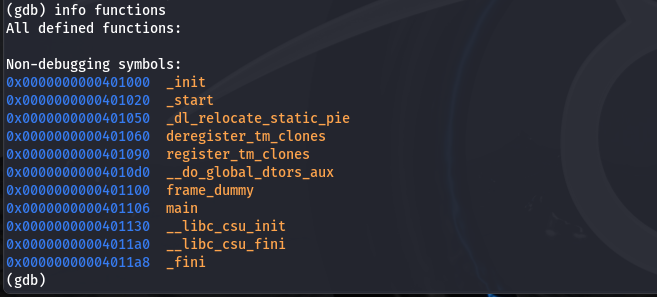 (gdb) info functions
All defined functions:
Non-debugging symbols:
0x0000000000401000  _init
0x0000000000401020  _start
0x0000000000401050  _dl_relocate_static_pie
0x0000000000401060  deregister_tm_clones
0x0000000000401090  register_tm_clones
0x00000000004010d0  __do_global_dtors_aux
0x0000000000401100  frame_dummy
0x0000000000401106  main
0x0000000000401130  __libc_csu_init
0x00000000004011a0  __libc_csu_fini
0x00000000004011a8  _fini
(gdb)